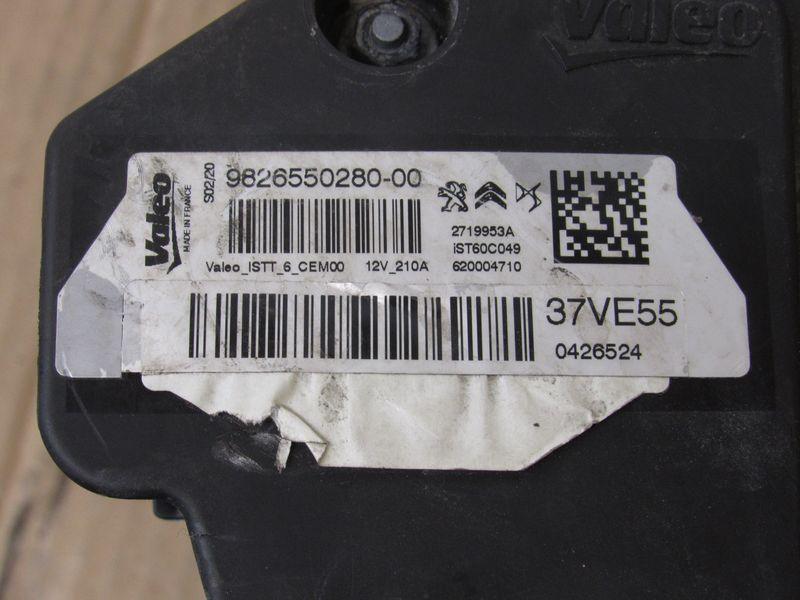 Valeo
Valeo
MADE IN FRANCE
S02/20
9826550280-00
2719953A
iST60C049
Valeo_ISTT_6_CEM00 12V_210A 620004710
37VE55
0426524